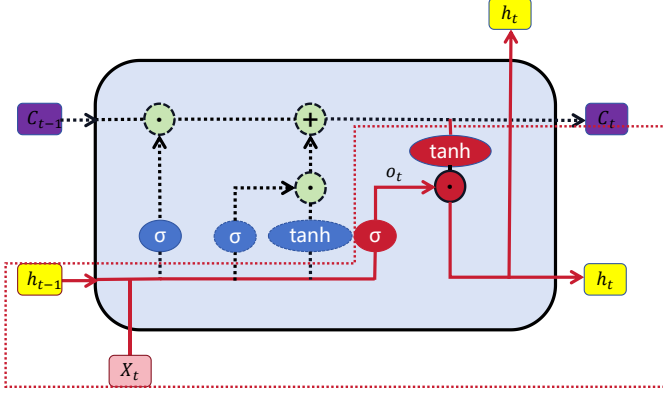 h_t
C_{t-1}
·
+
C_t
tanh
o_t
·
·
σ
σ
tanh
σ
h_{t-1}
h_t
X_t